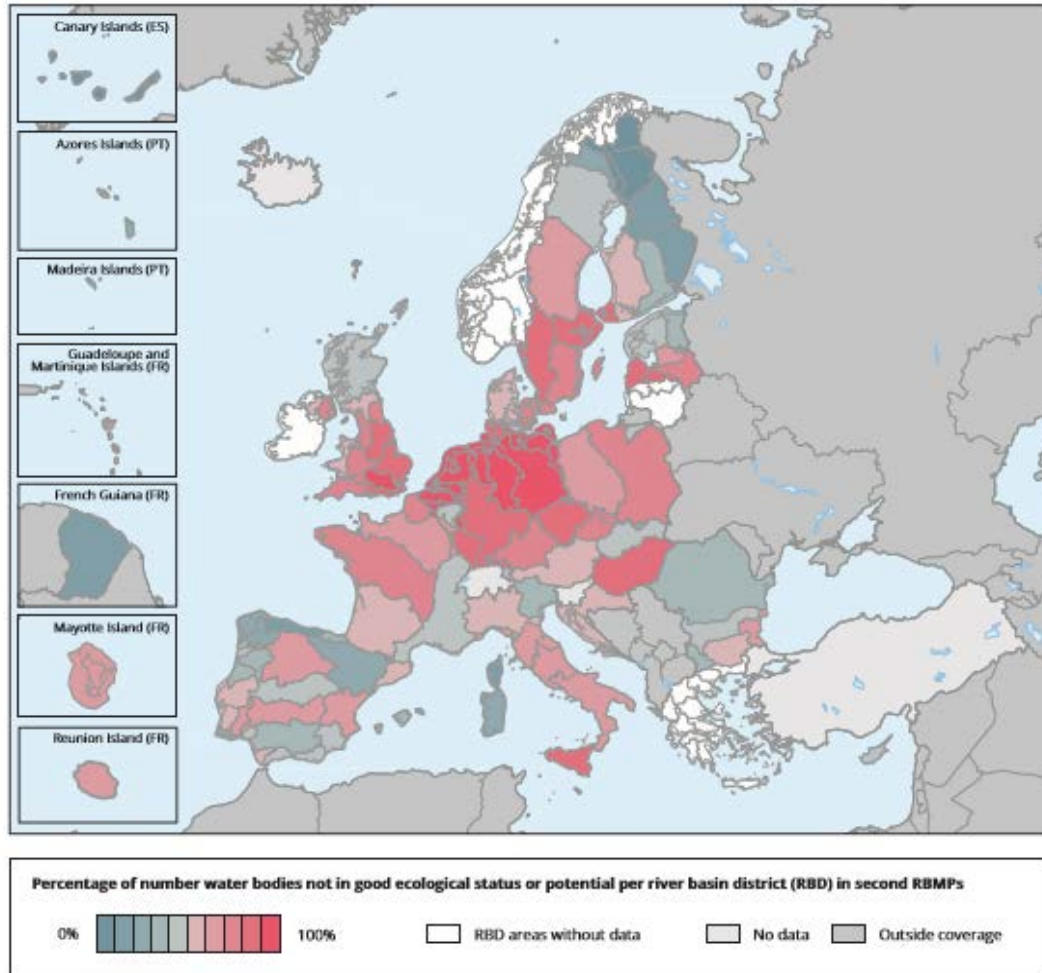 Canary Islands (ES)
Azores Islands (PT)
Madeira Islands (PT)
Guadeloupe and
Martinique Islands (FR)
French Guiana (FR)
Mayotte Island (FR)
Reunion Island (FR)
Percentage of number water bodies not in good ecological status or potential per river basin district (RBD) in second RBMPs
0%
100%
RBD areas without data
No data
Outside coverage